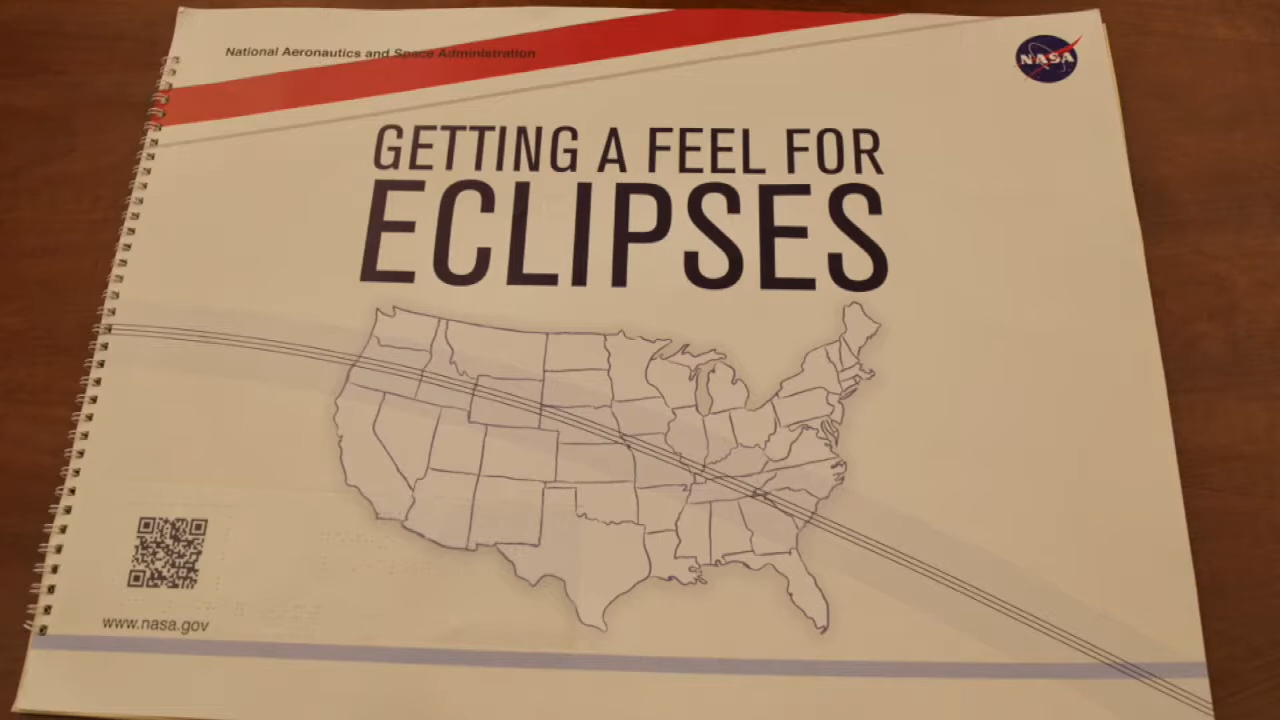 National Aeronautics and Space Administration
NASA
GETTING A FEEL FOR
ECLIPSES
www.nasa.gov